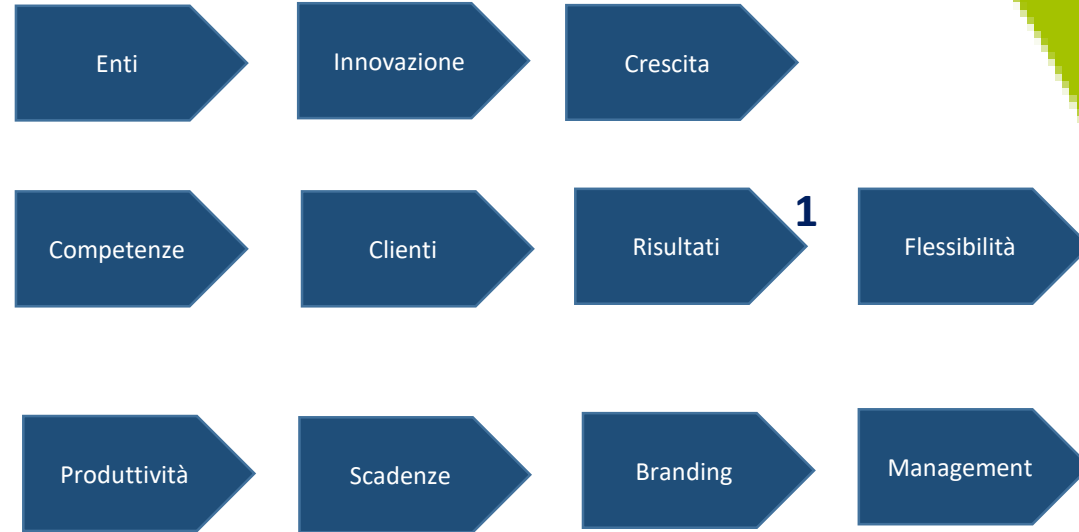 Enti
Innovazione
Crescita
Competenze
Clienti
Risultati
1
Flessibilità
Produttività
Scadenze
Branding
Management